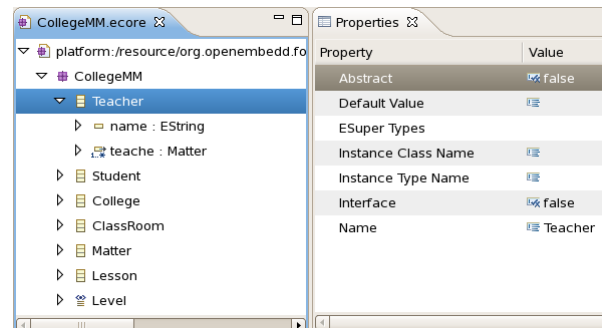 CollegeMM.ecore
platform:/resource/org.openembedd.fo
CollegeMM
Teacher
name : EString
teache : Matter
Student
College
ClassRoom
Matter
Lesson
Level
Properties
Property Value
Abstract false
Default Value
ESuper Types
Instance Class Name
Instance Type Name
Interface false
Name Teacher